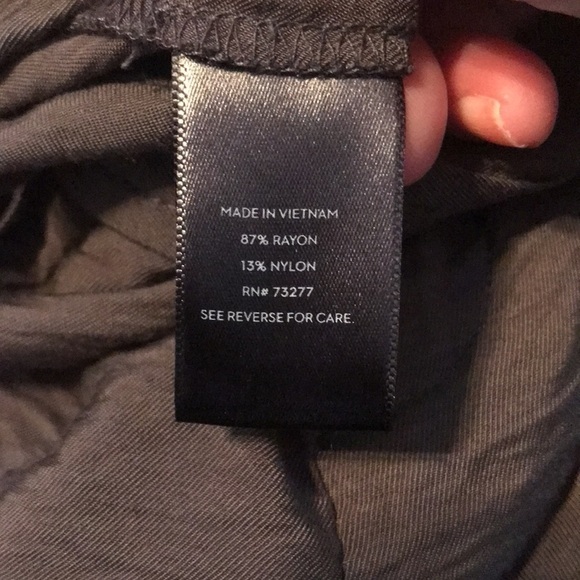 MADE IN VIETNAM
87% RAYON
13% NYLON
RN# 73277
SEE REVERSE FOR CARE.